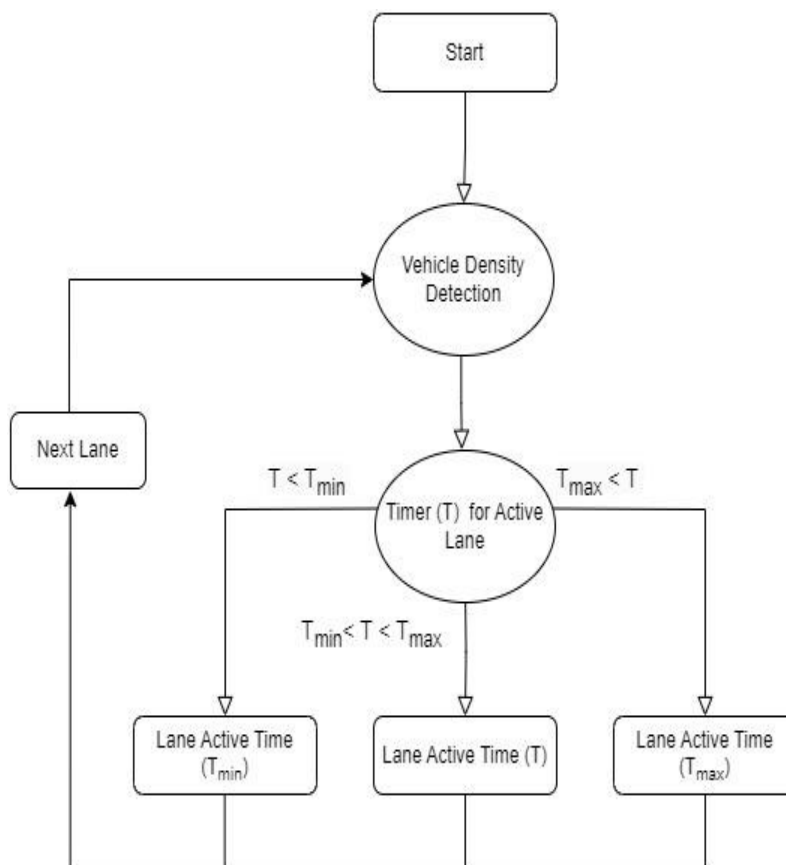 Start
Vehicle Density
Detection
Next Lane
T < Tmin
Tmax < T
Timer (T) for Active
Lane
Tmin< T < Tmax
Lane Active Time
(Tmin)
Lane Active Time (T)
Lane Active Time
(Tmax)